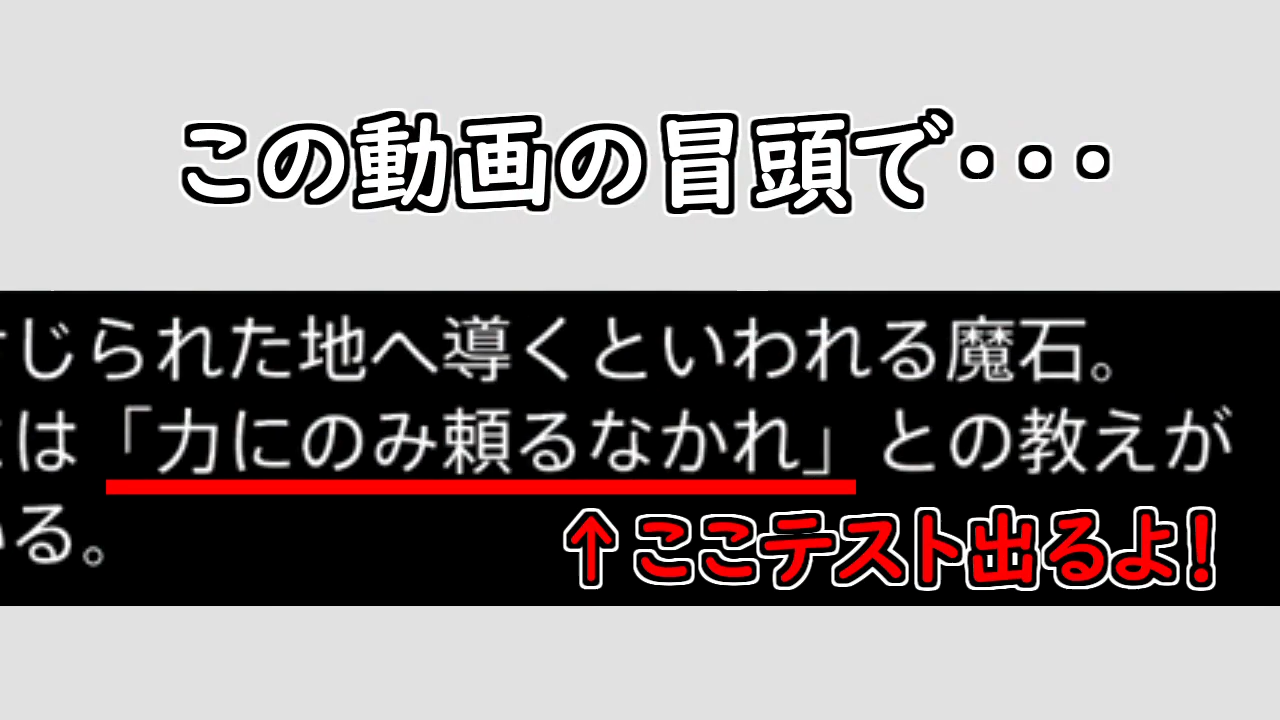 この動画の冒頭で・・・
じられた地へ導くといわれる魔石。
は「力にのみ頼るなかれ」との教えが
る。
↑ここテスト出るよ！